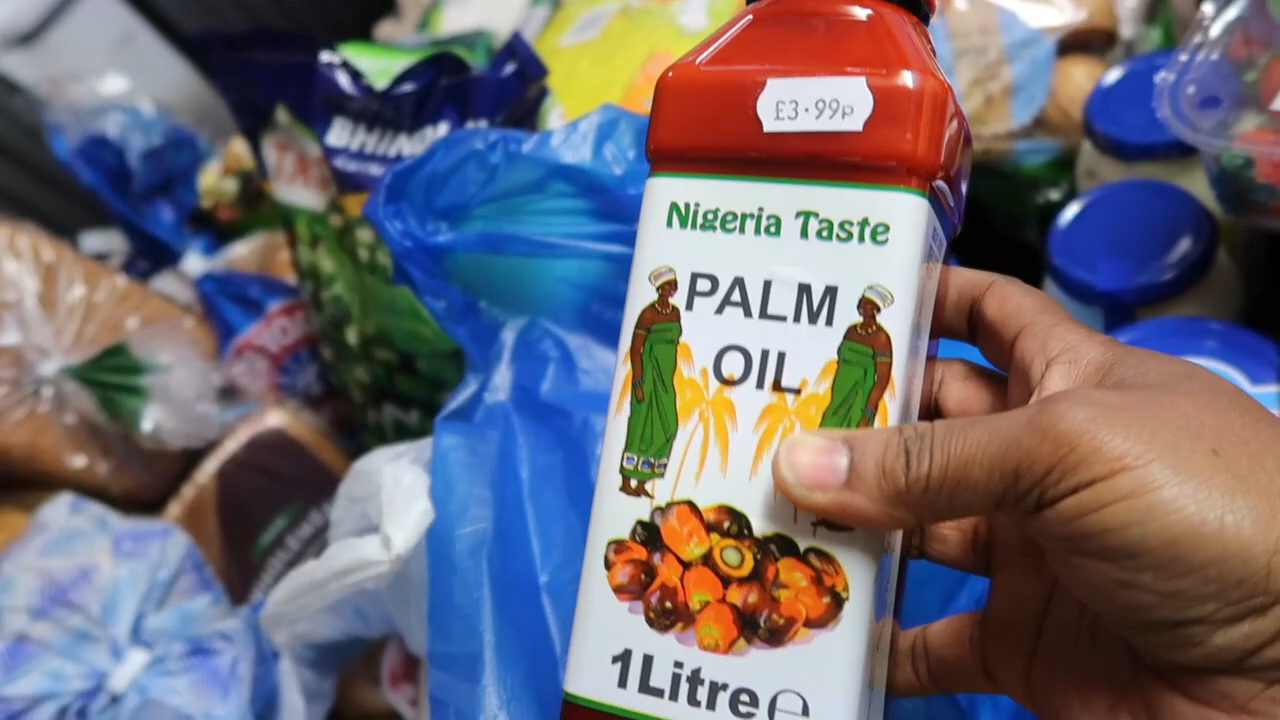 £3.99P
Nigeria Taste
PALM
OIL
1Litre ℮